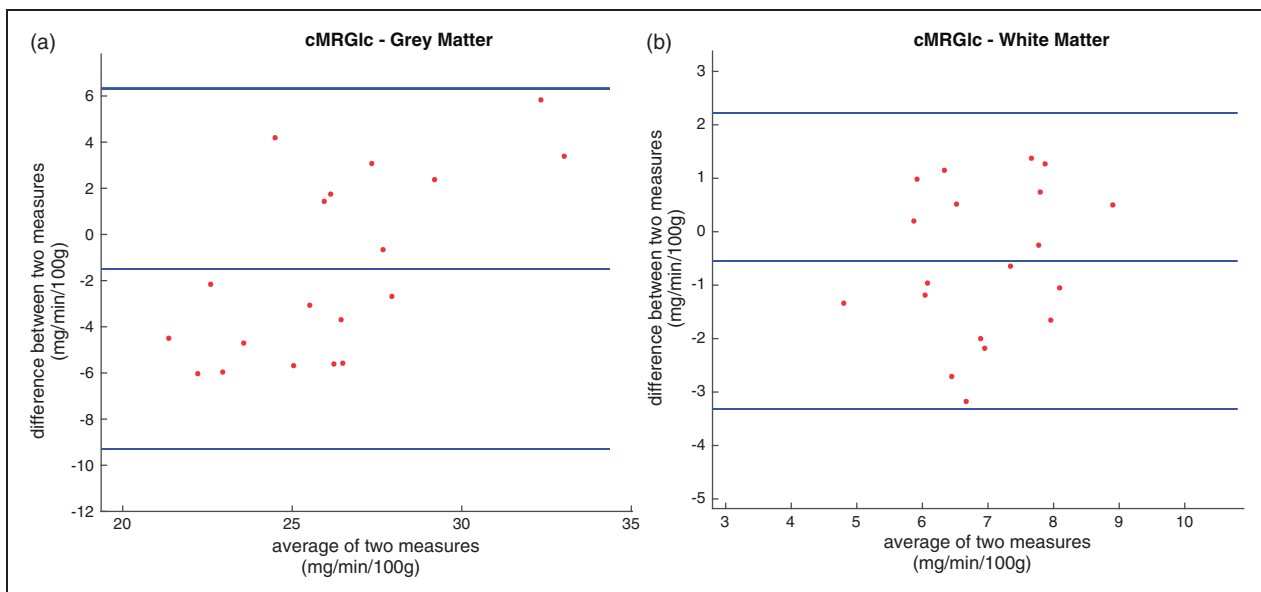 (a)
cMRGlc - Grey Matter
6
4
2
0
-2
-4
-6
-8
-10
-12
difference between two measures
(mg/min/100g)
20
25
30
35
average of two measures
(mg/min/100g)
(b)
cMRGlc - White Matter
3
2
1
0
-1
-2
-3
-4
-5
difference between two measures
(mg/min/100g)
3
4
5
6
7
8
9
10
average of two measures
(mg/min/100g)